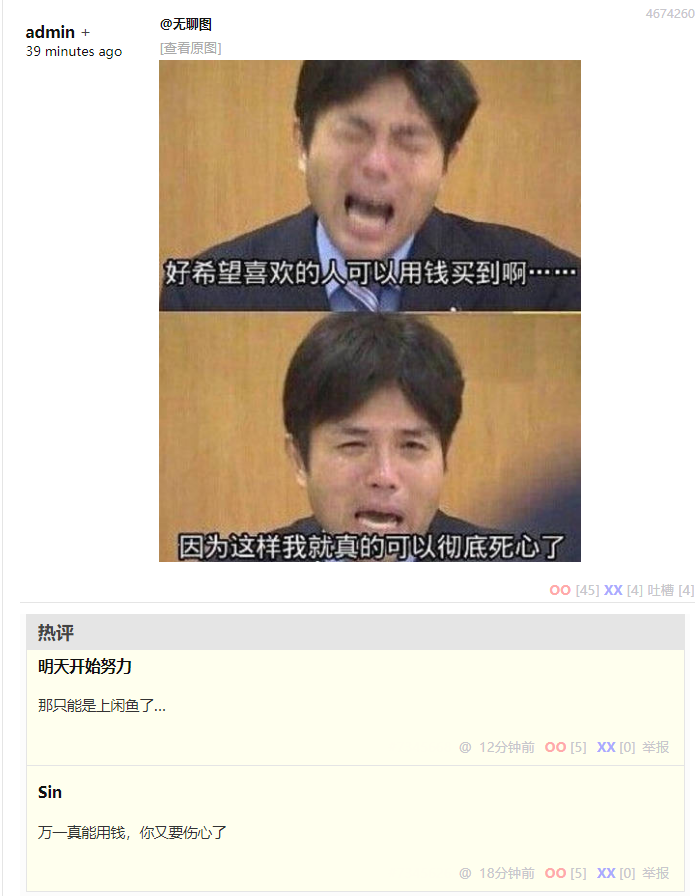 4674260
admin +
39 minutes ago
@无聊图
[查看原图]
好希望喜欢的人可以用钱买到啊……
因为这样我就真的可以彻底死心了
OO [45] XX [4] 吐槽 [4]
热评
明天开始努力
那只能是上闲鱼了...
@ 12分钟前 OO [5] XX [0] 举报
Sin
万一真能用钱，你又要伤心了
@ 18分钟前 OO [5] XX [0] 举报